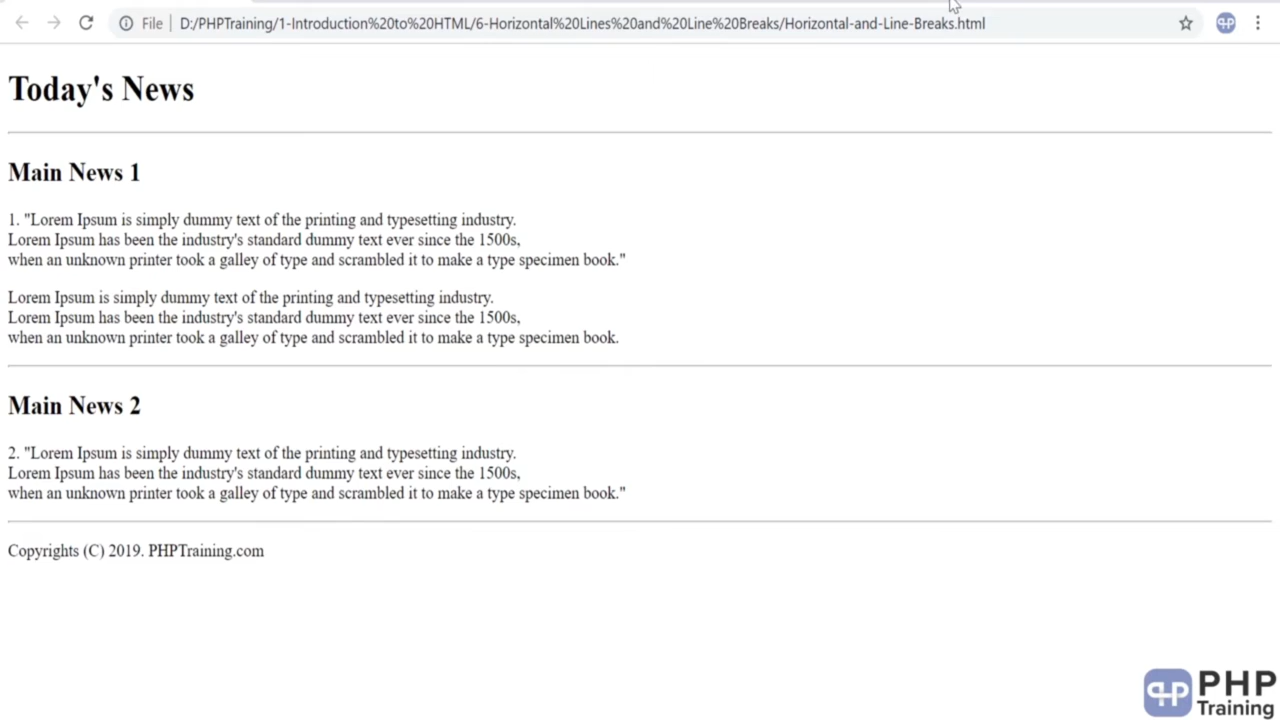 File | D:/PHPTraining/1-Introduction%20to%20HTML/6-Horizontal%20Lines%20and%20Line%20Breaks/Horizontal-and-Line-Breaks.html
Today's News
Main News 1
1. "Lorem Ipsum is simply dummy text of the printing and typesetting industry.
Lorem Ipsum has been the industry's standard dummy text ever since the 1500s,
when an unknown printer took a galley of type and scrambled it to make a type specimen book."
Lorem Ipsum is simply dummy text of the printing and typesetting industry.
Lorem Ipsum has been the industry's standard dummy text ever since the 1500s,
when an unknown printer took a galley of type and scrambled it to make a type specimen book.
Main News 2
2. "Lorem Ipsum is simply dummy text of the printing and typesetting industry.
Lorem Ipsum has been the industry's standard dummy text ever since the 1500s,
when an unknown printer took a galley of type and scrambled it to make a type specimen book."
Copyrights (C) 2019. PHPTraining.com
PHP
Training